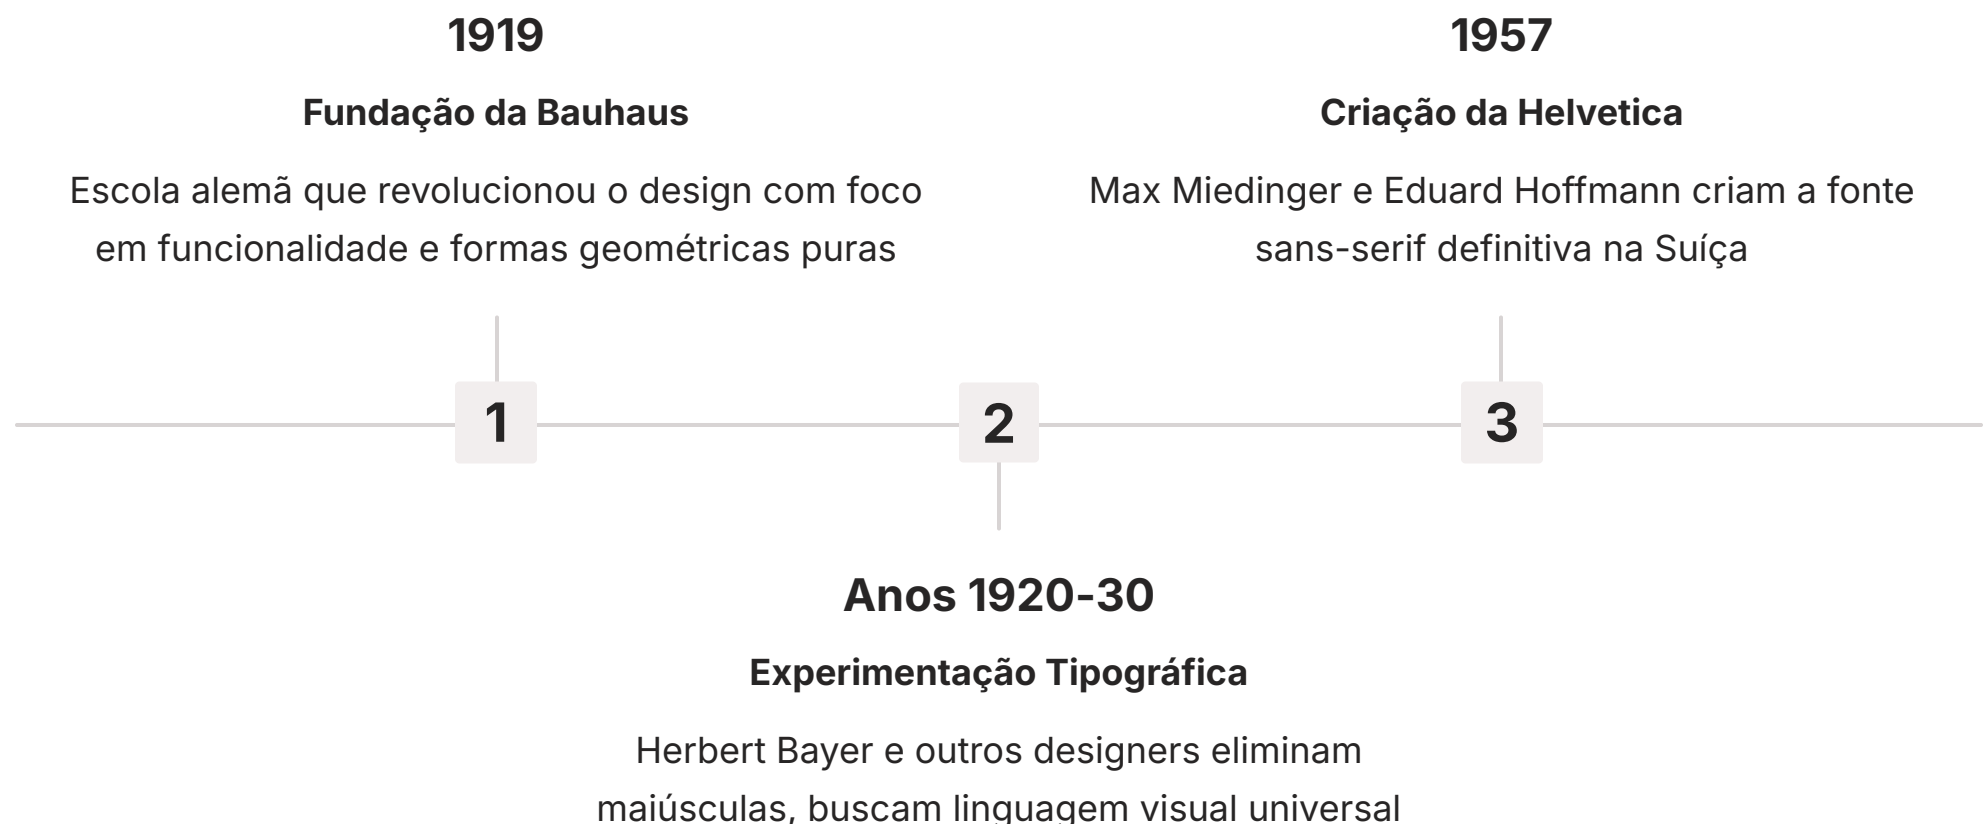 1919
Fundação da Bauhaus
Escola alemã que revolucionou o design com foco
em funcionalidade e formas geométricas puras
1957
Criação da Helvetica
Max Miedinger e Eduard Hoffmann criam a fonte
sans-serif definitiva na Suíça
1
2
3
Anos 1920-30
Experimentação Tipográfica
Herbert Bayer e outros designers eliminam
maiúsculas, buscam linguagem visual universal